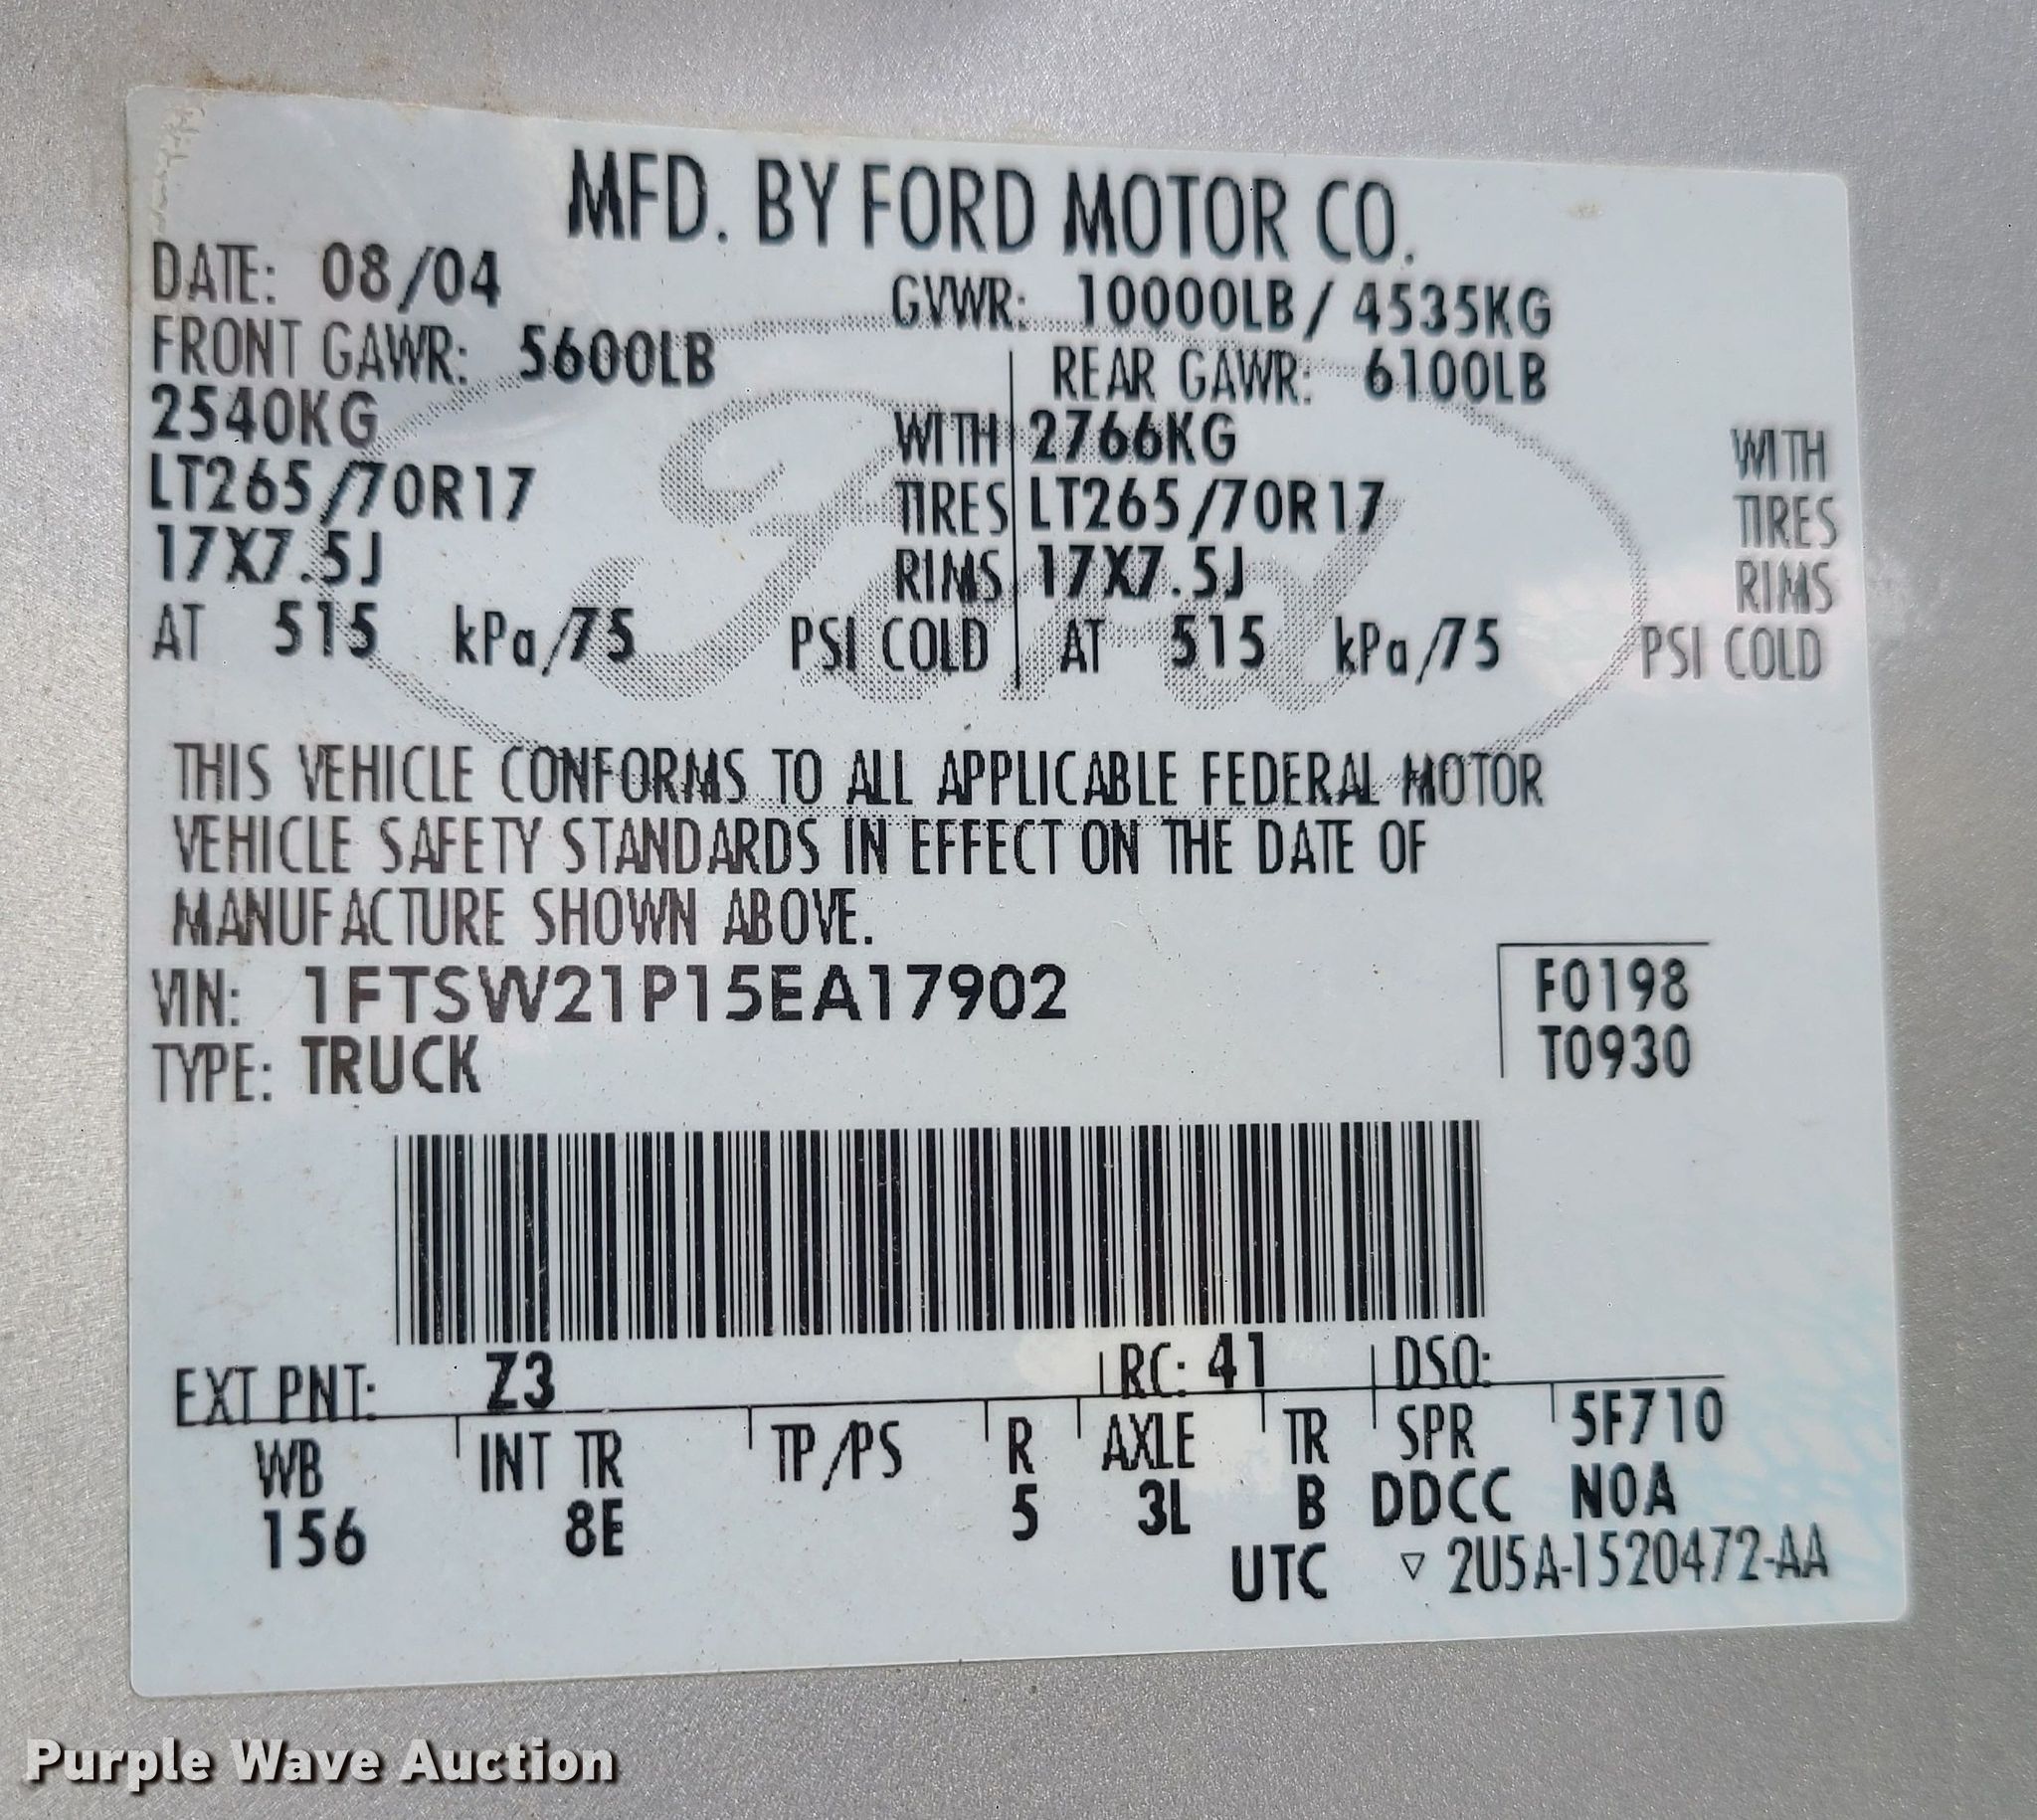 MFD. BY FORD MOTOR CO.
DATE: 08/04 GVWR: 10000LB / 4535KG
FRONT GAWR: 5600LB REAR GAWR: 6100LB
2540KG WITH 2766KG WITH
LT265/70R17 TIRES LT265/70R17 TIRES
17X7.5J RIMS 17X7.5J RIMS
AT 515 kPa/75 PSI COLD AT 515 kPa/75 PSI COLD
Ford
THIS VEHICLE CONFORMS TO ALL APPLICABLE FEDERAL MOTOR
VEHICLE SAFETY STANDARDS IN EFFECT ON THE DATE OF
MANUFACTURE SHOWN ABOVE.
VIN: 1FTSW21P15EA17902 F0198
TYPE: TRUCK T0930
EXT PNT: Z3 RC: 41 DSO:
WB INT TR TP/PS R AXLE TR SPR 5F710
156 8E 5 3L B DDCC NOA
UTC ▽ 2U5A-1520472-AA
Purple Wave Auction